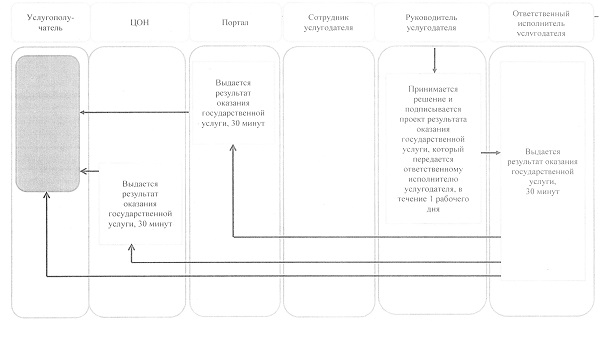 Услугополу-
чатель
ЦОН
Портал
Сотрудник
услугодателя
Руководитель
услугодателя
Ответственный
исполнитель
услугодателя
Выдается
результат
оказания
государственной
услуги, 30 минут
Выдается
результат
оказания
государственной
услуги, 30 минут
Принимается
решение и
подписывается
проект результата
оказания
государственной
услуги, который
передается
ответственному
исполнителю
услугодателя, в
течение 1 рабочего
дня
Выдается
результат оказания
государственной
услуги,
30 минут